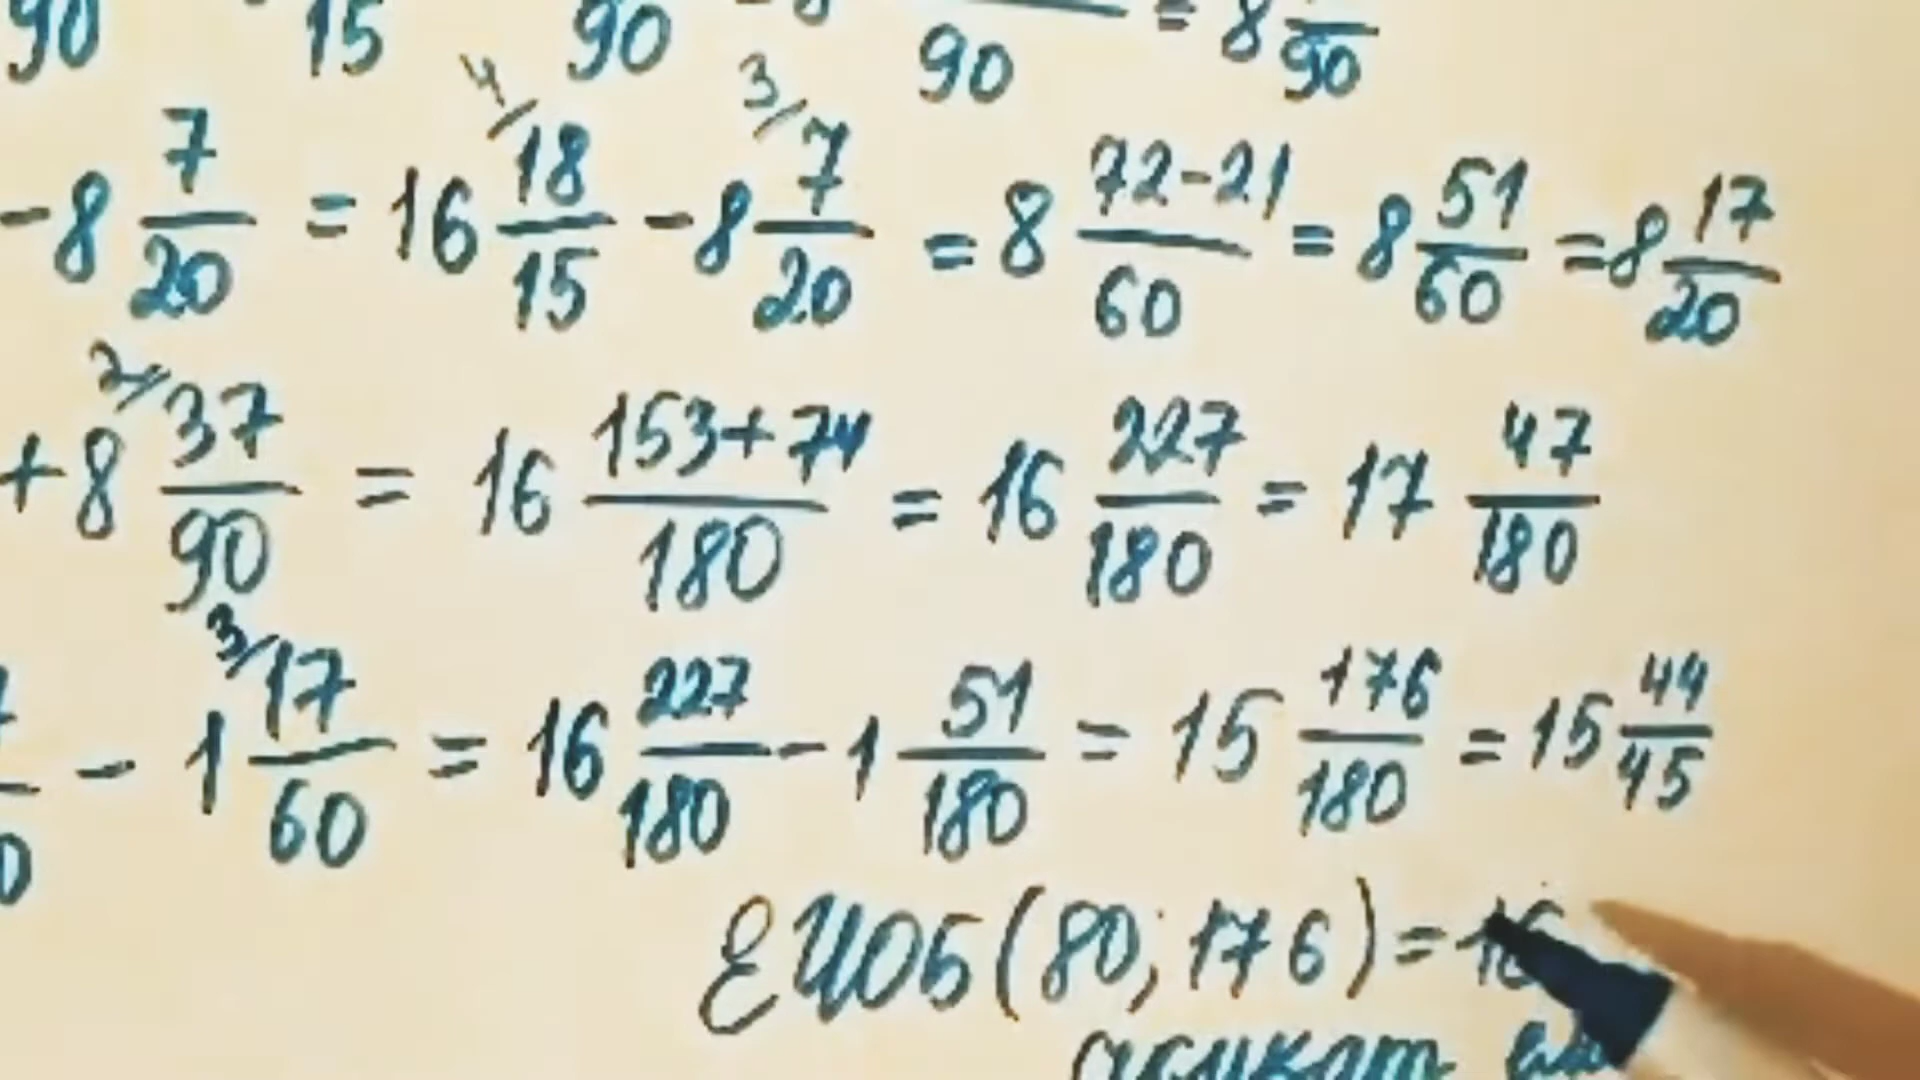 90 15 90 8 90 = 8 /90
-8 7/20 = 16 4/ 18/15 - 8 3/ 7/20 = 8 72-21/60 = 8 51/60 = 8 17/20
+8 2/ 37/90 = 16 153+74/180 = 16 227/180 = 17 47/180
- 1 3/ 17/60 = 16 227/180 - 1 51/180 = 15 176/180 = 15 44/45
ЕЦОБ(80; 176) = 16